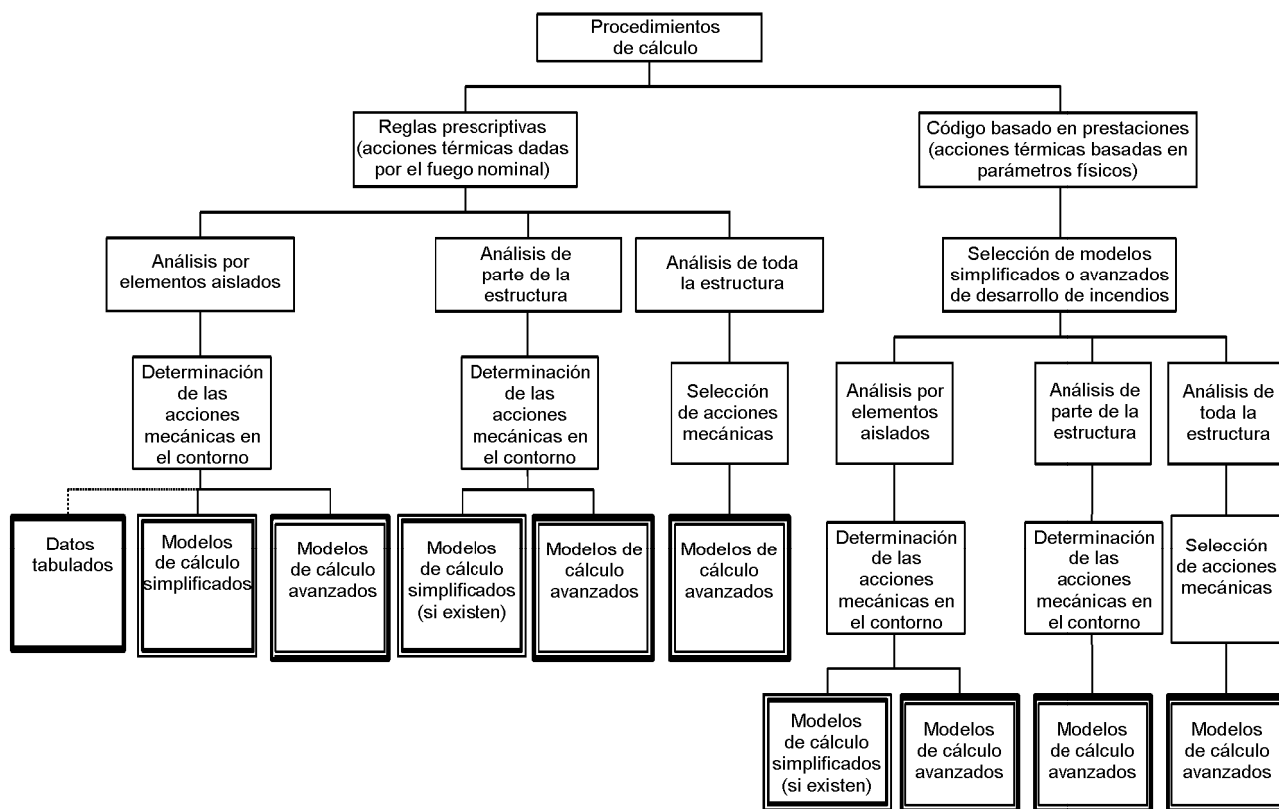 Procedimientos
de cálculo
Reglas prescriptivas
(acciones térmicas dadas
por el fuego nominal)
Código basado en prestaciones
(acciones térmicas basadas en
parámetros físicos)
Análisis por
elementos aislados
Análisis de
parte de la
estructura
Análisis de toda
la estructura
Selección de modelos
simplificados o avanzados
de desarrollo de incendios
Determinación
de las
acciones
mecánicas en
el contorno
Determinación
de las
acciones
mecánicas en
el contorno
Selección
de acciones
mecánicas
Análisis por
elementos
aislados
Análisis de
parte de la
estructura
Análisis de
toda la
estructura
Datos
tabulados
Modelos
de cálculo
simplificados
Modelos
de cálculo
avanzados
Modelos
de cálculo
simplificados
(si existen)
Modelos de
cálculo
avanzados
Modelos de
cálculo
avanzados
Determinación
de las
acciones
mecánicas en
el contorno
Determinación
de las
acciones
mecánicas en
el contorno
Selección
de acciones
mecánicas
Modelos
de cálculo
simplificados
(si existen)
Modelos
de cálculo
avanzados
Modelos
de cálculo
avanzados
Modelos
de cálculo
avanzados